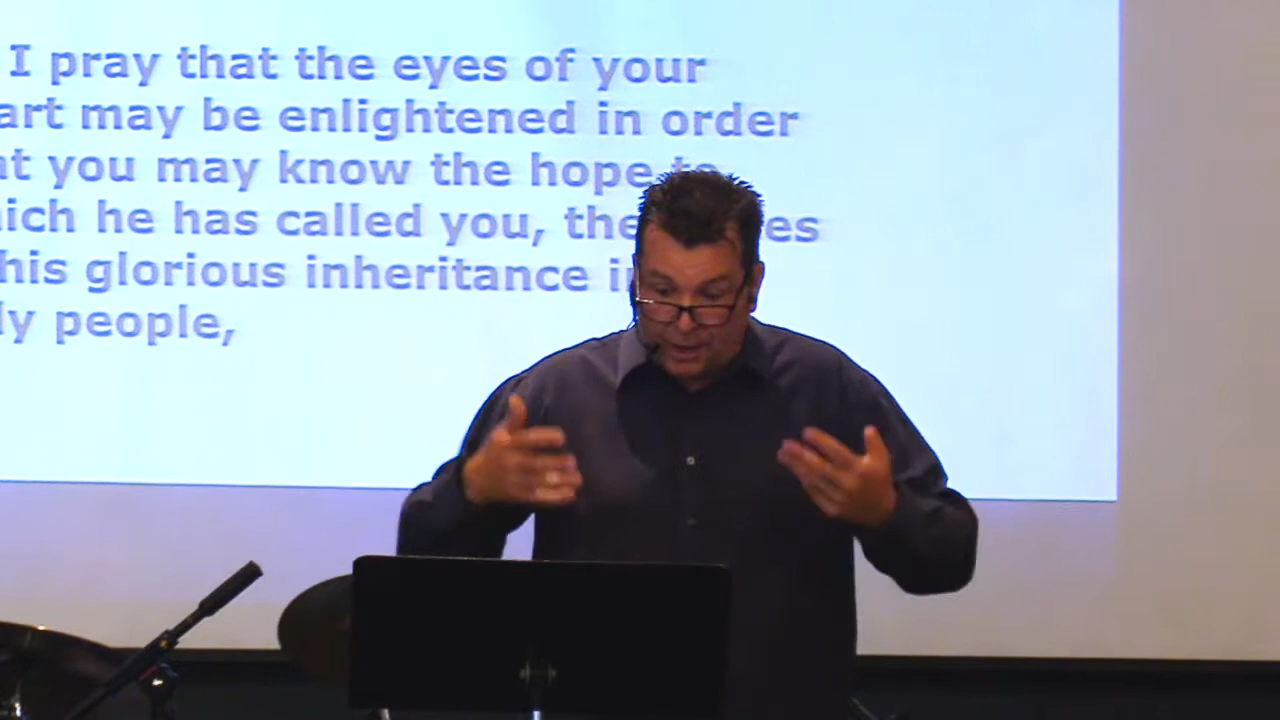 I pray that the eyes of your
art may be enlightened in order
at you may know the hope to
ich he has called you, the es
his glorious inheritance i
ly people,